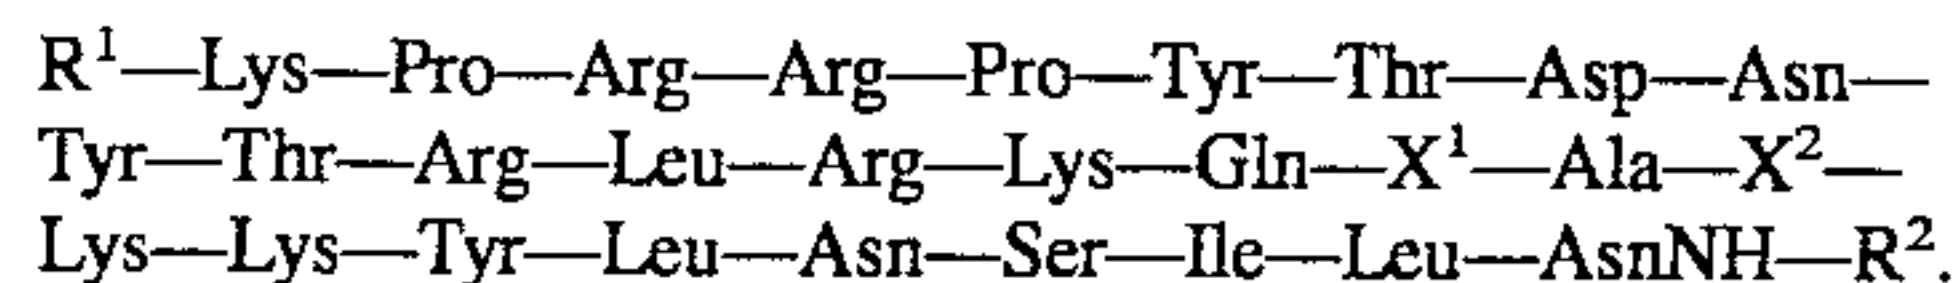 R¹—Lys—Pro—Arg—Arg—Pro—Tyr—Thr—Asp—Asn—
Tyr—Thr—Arg—Leu—Arg—Lys—Gln—X¹—Ala—X²—
Lys—Lys—Tyr—Leu—Asn—Ser—Ile—Leu—AsnNH—R².